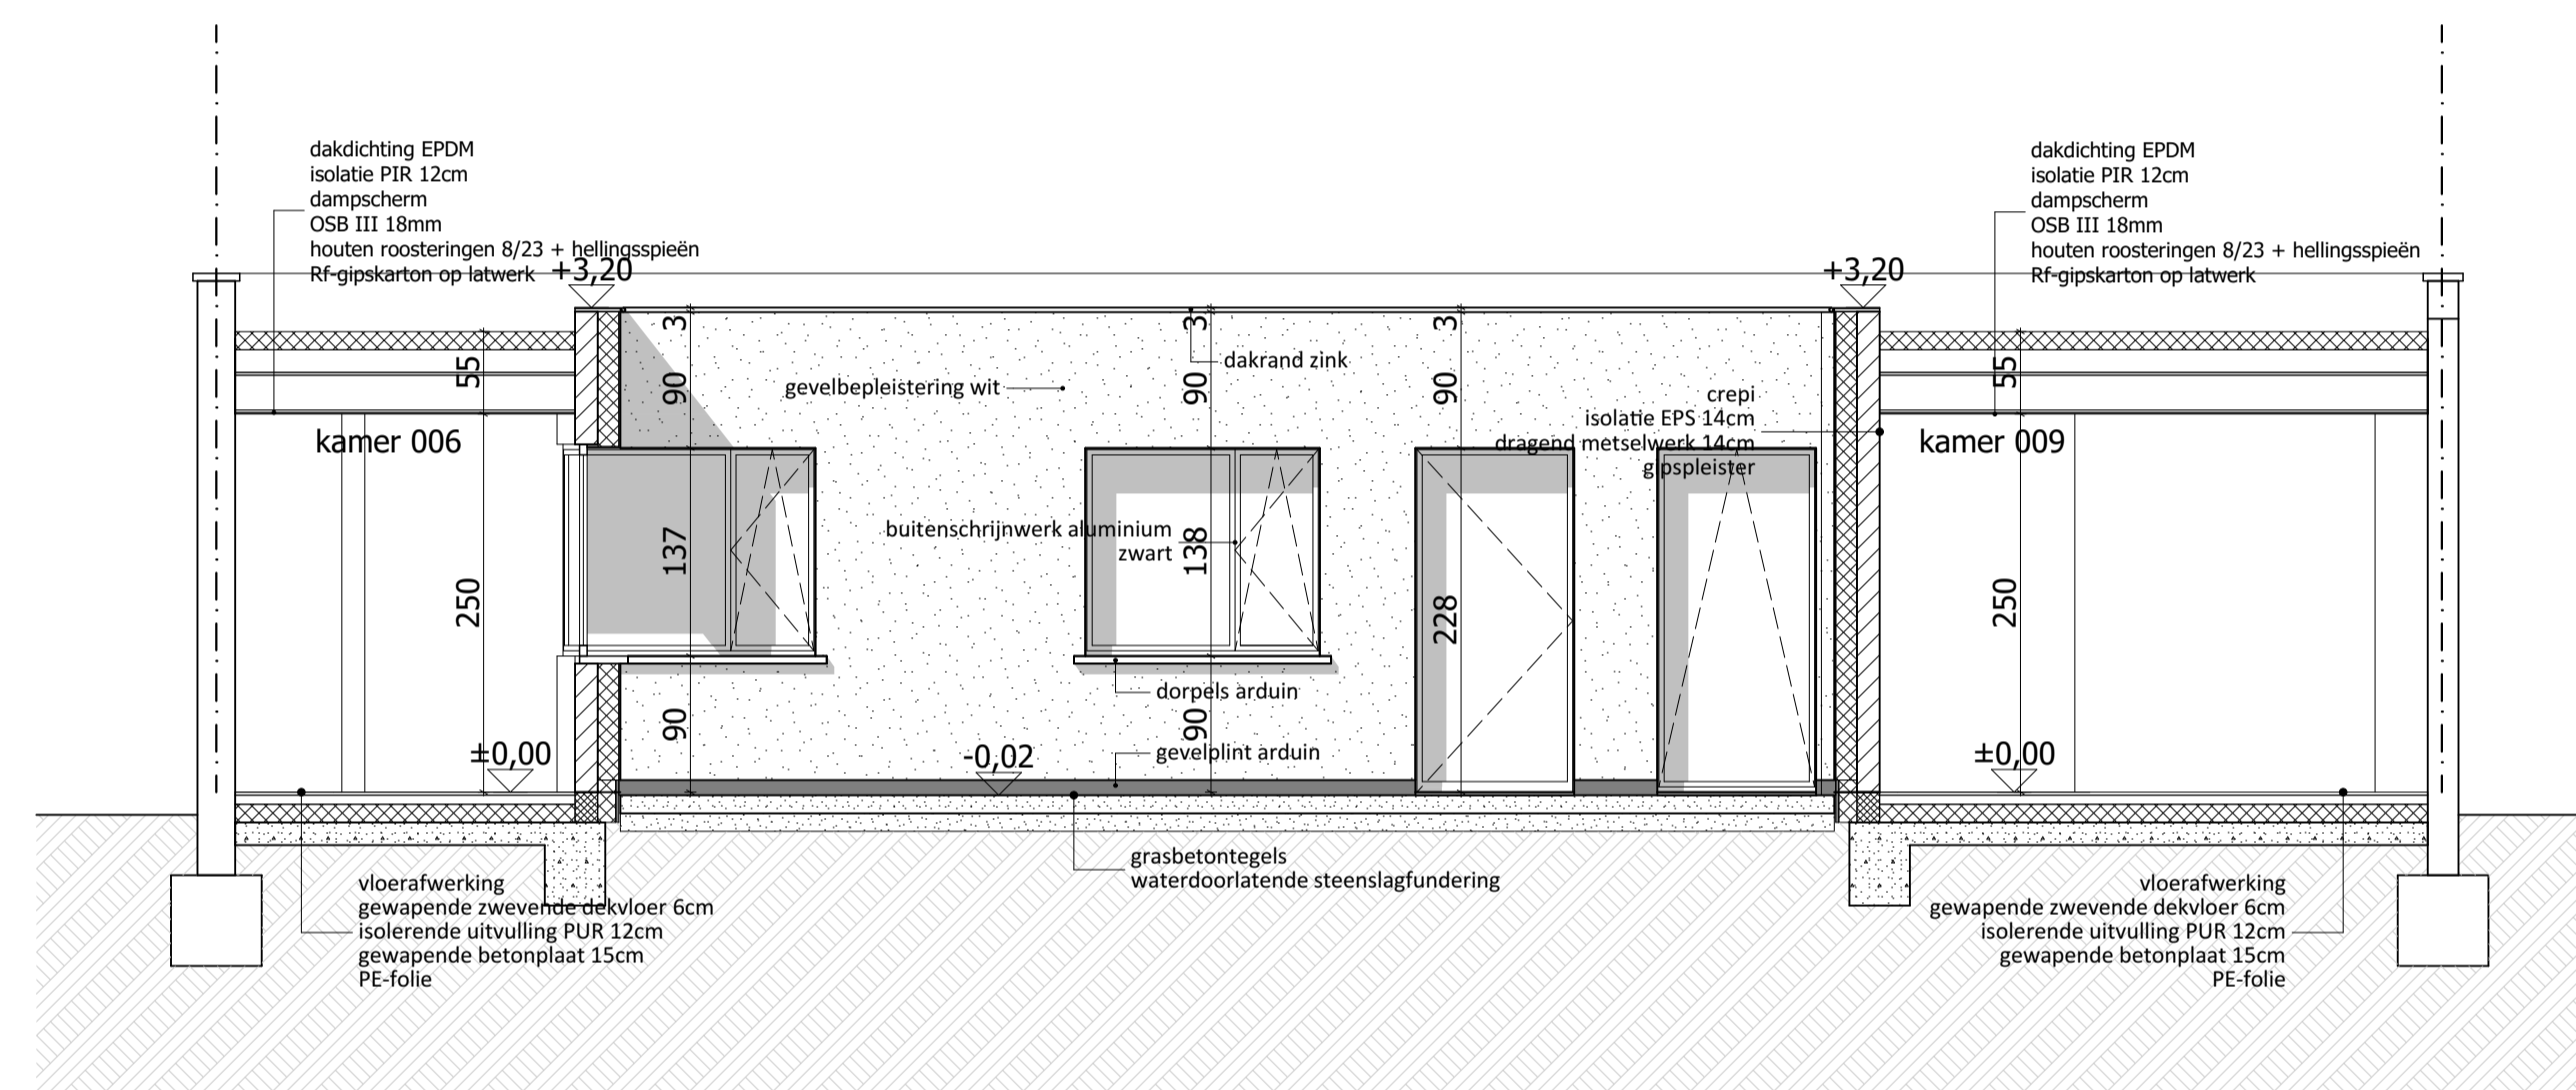 dakdichting EPDM
isolatie PIR 12cm
dampscherm
OSB III 18mm
houten roosteringen 8/23 + hellingsspieën
Rf-gipskarton op latwerk
+3,20
+3,20
dakdichting EPDM
isolatie PIR 12cm
dampscherm
OSB III 18mm
houten roosteringen 8/23 + hellingsspieën
Rf-gipskarton op latwerk
3
3
3
55
90
90
90
55
dakrand zink
gevelbepleistering wit
crepi
isolatie EPS 14cm
dragend metselwerk 14cm
gipspleister
kamer 006
kamer 009
buitenschrijnwerk aluminium
zwart
137
138
250
228
250
dorpels arduin
90
90
gevelplint arduin
±0,00
-0,02
±0,00
grasbetontegels
waterdoorlatende steenslagfundering
vloerafwerking
gewapende zwevende dekvloer 6cm
isolerende uitvulling PUR 12cm
gewapende betonplaat 15cm
PE-folie
vloerafwerking
gewapende zwevende dekvloer 6cm
isolerende uitvulling PUR 12cm
gewapende betonplaat 15cm
PE-folie